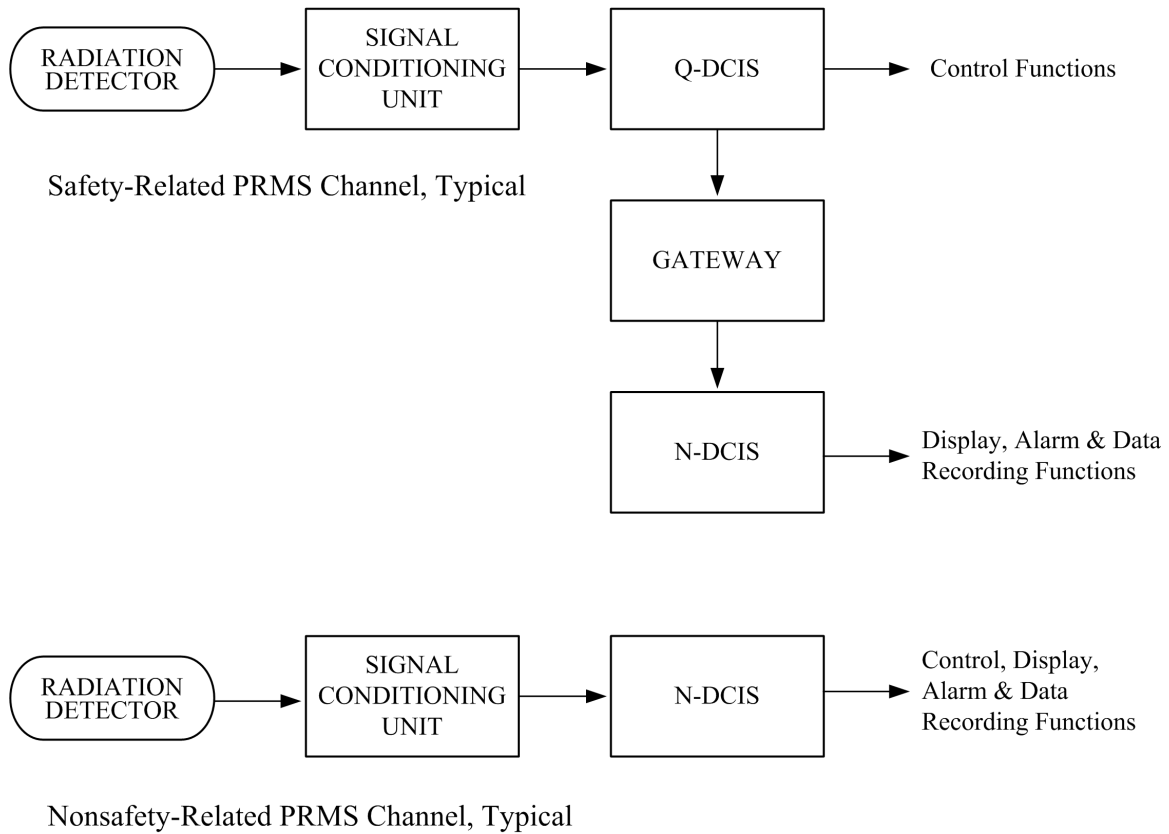 RADIATION
DETECTOR
SIGNAL
CONDITIONING
UNIT
Q-DCIS
Control Functions
Safety-Related PRMS Channel, Typical
GATEWAY
N-DCIS
Display, Alarm & Data
Recording Functions
RADIATION
DETECTOR
SIGNAL
CONDITIONING
UNIT
N-DCIS
Control, Display,
Alarm & Data
Recording Functions
Nonsafety-Related PRMS Channel, Typical